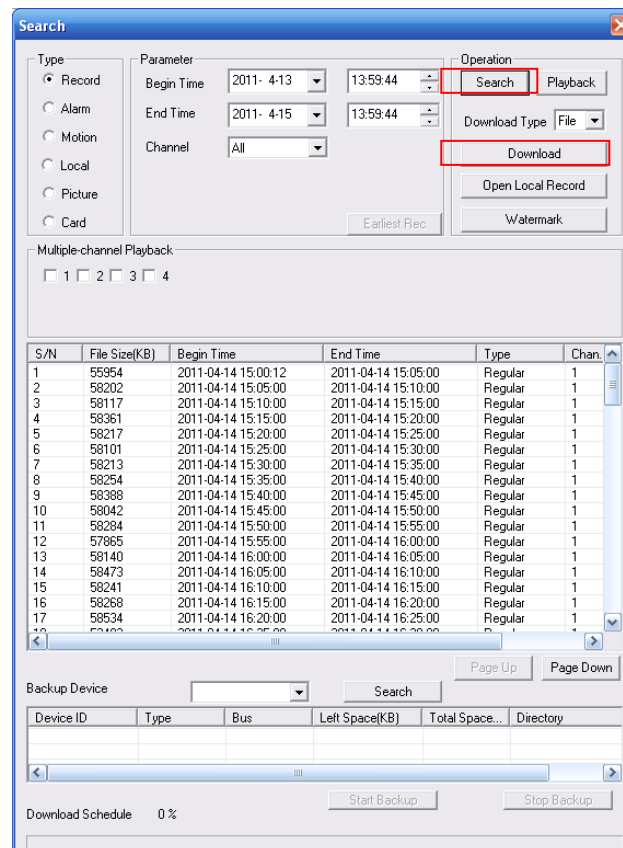 Search
Type
Parameter
Operation
Record
Begin Time 2011- 4-13 13:59:44
Search Playback
Alarm
End Time 2011- 4-15 13:59:44
Download Type File
Motion
Channel All
Download
Local
Open Local Record
Picture
Card
Earliest Rec
Watermark
Multiple-channel Playback
1 2 3 4
S/N File Size(KB) Begin Time End Time Type Chan.
1 55954 2011-04-14 15:00:12 2011-04-14 15:05:00 Regular 1
2 58202 2011-04-14 15:05:00 2011-04-14 15:10:00 Regular 1
3 58117 2011-04-14 15:10:00 2011-04-14 15:15:00 Regular 1
4 58361 2011-04-14 15:15:00 2011-04-14 15:20:00 Regular 1
5 58217 2011-04-14 15:20:00 2011-04-14 15:25:00 Regular 1
6 58101 2011-04-14 15:25:00 2011-04-14 15:30:00 Regular 1
7 58213 2011-04-14 15:30:00 2011-04-14 15:35:00 Regular 1
8 58254 2011-04-14 15:35:00 2011-04-14 15:40:00 Regular 1
9 58388 2011-04-14 15:40:00 2011-04-14 15:45:00 Regular 1
10 58042 2011-04-14 15:45:00 2011-04-14 15:50:00 Regular 1
11 58284 2011-04-14 15:50:00 2011-04-14 15:55:00 Regular 1
12 57865 2011-04-14 15:55:00 2011-04-14 16:00:00 Regular 1
13 58140 2011-04-14 16:00:00 2011-04-14 16:05:00 Regular 1
14 58473 2011-04-14 16:05:00 2011-04-14 16:10:00 Regular 1
15 58241 2011-04-14 16:10:00 2011-04-14 16:15:00 Regular 1
16 58268 2011-04-14 16:15:00 2011-04-14 16:20:00 Regular 1
17 58534 2011-04-14 16:20:00 2011-04-14 16:25:00 Regular 1
Page Up Page Down
Backup Device Search
Device ID Type Bus Left Space(KB) Total Space... Directory
Start Backup Stop Backup
Download Schedule 0 %